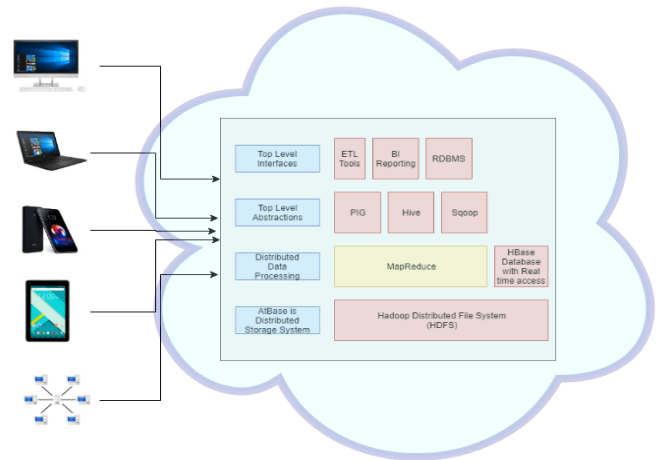 Top Level
Interfaces
ETL
Tools
BI
Reporting
RDBMS
Top Level
Abstractions
PIG
Hive
Sqoop
Distributed
Data
Processing
MapReduce
HBase
Database
with Real
time access
AtBase is
Distributed
Storage System
Hadoop Distributed File System
(HDFS)